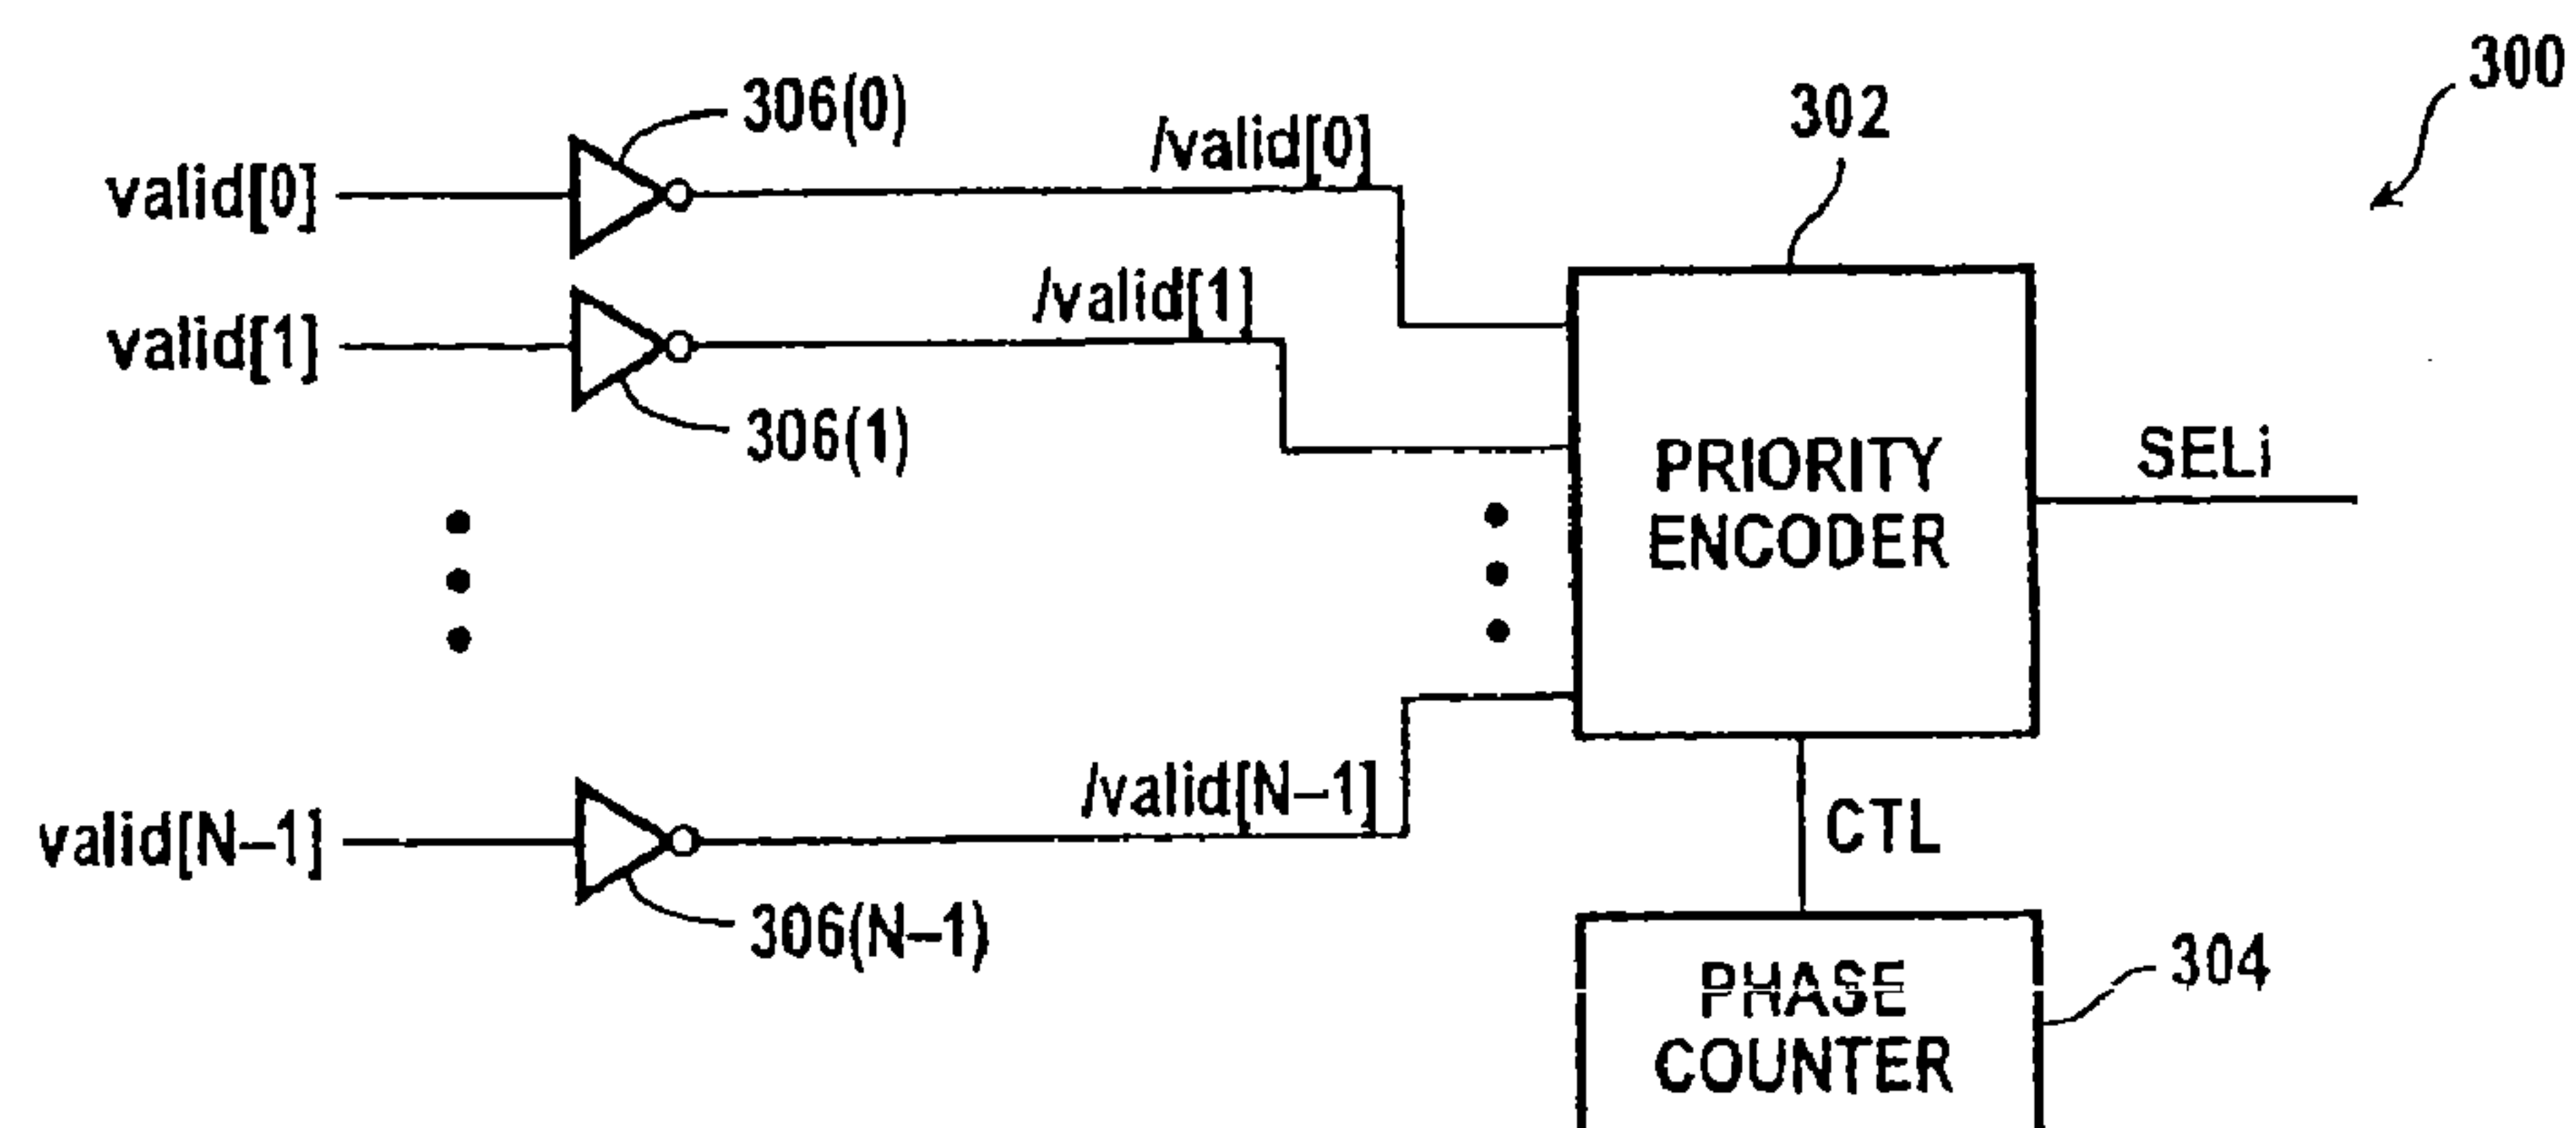 300
306(0)
/valid[0]
302
valid[0]
/valid[1]
valid[1]
306(1)
PRIORITY
ENCODER
SELi
/valid[N–1]
valid[N–1]
CTL
306(N–1)
PHASE
COUNTER
304